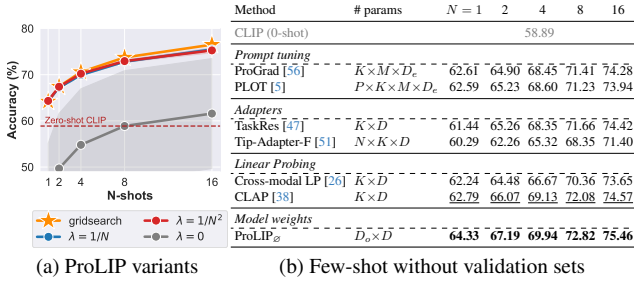 80
70
60
50
Accuracy (%)
Zero-shot CLIP
1 2 4 8 16
N-shots
gridsearch
λ = 1/N²
λ = 1/N
λ = 0
(a) ProLIP variants
Method # params N = 1 2 4 8 16
CLIP (0-shot) 58.89
Prompt tuning
ProGrad [56] K×M×Dₑ 62.61 64.90 68.45 71.41 74.28
PLOT [5] P×K×M×Dₑ 62.59 65.23 68.60 71.23 73.94
Adapters
TaskRes [47] K×D 61.44 65.26 68.35 71.66 74.42
Tip-Adapter-F [51] N×K×D 60.29 62.26 65.32 68.35 71.40
Linear Probing
Cross-modal LP [26] K×D 62.24 64.48 66.67 70.36 73.65
CLAP [38] K×D 62.79 66.07 69.13 72.08 74.57
Model weights
ProLIP∅ Dₒ×D 64.33 67.19 69.94 72.82 75.46
(b) Few-shot without validation sets